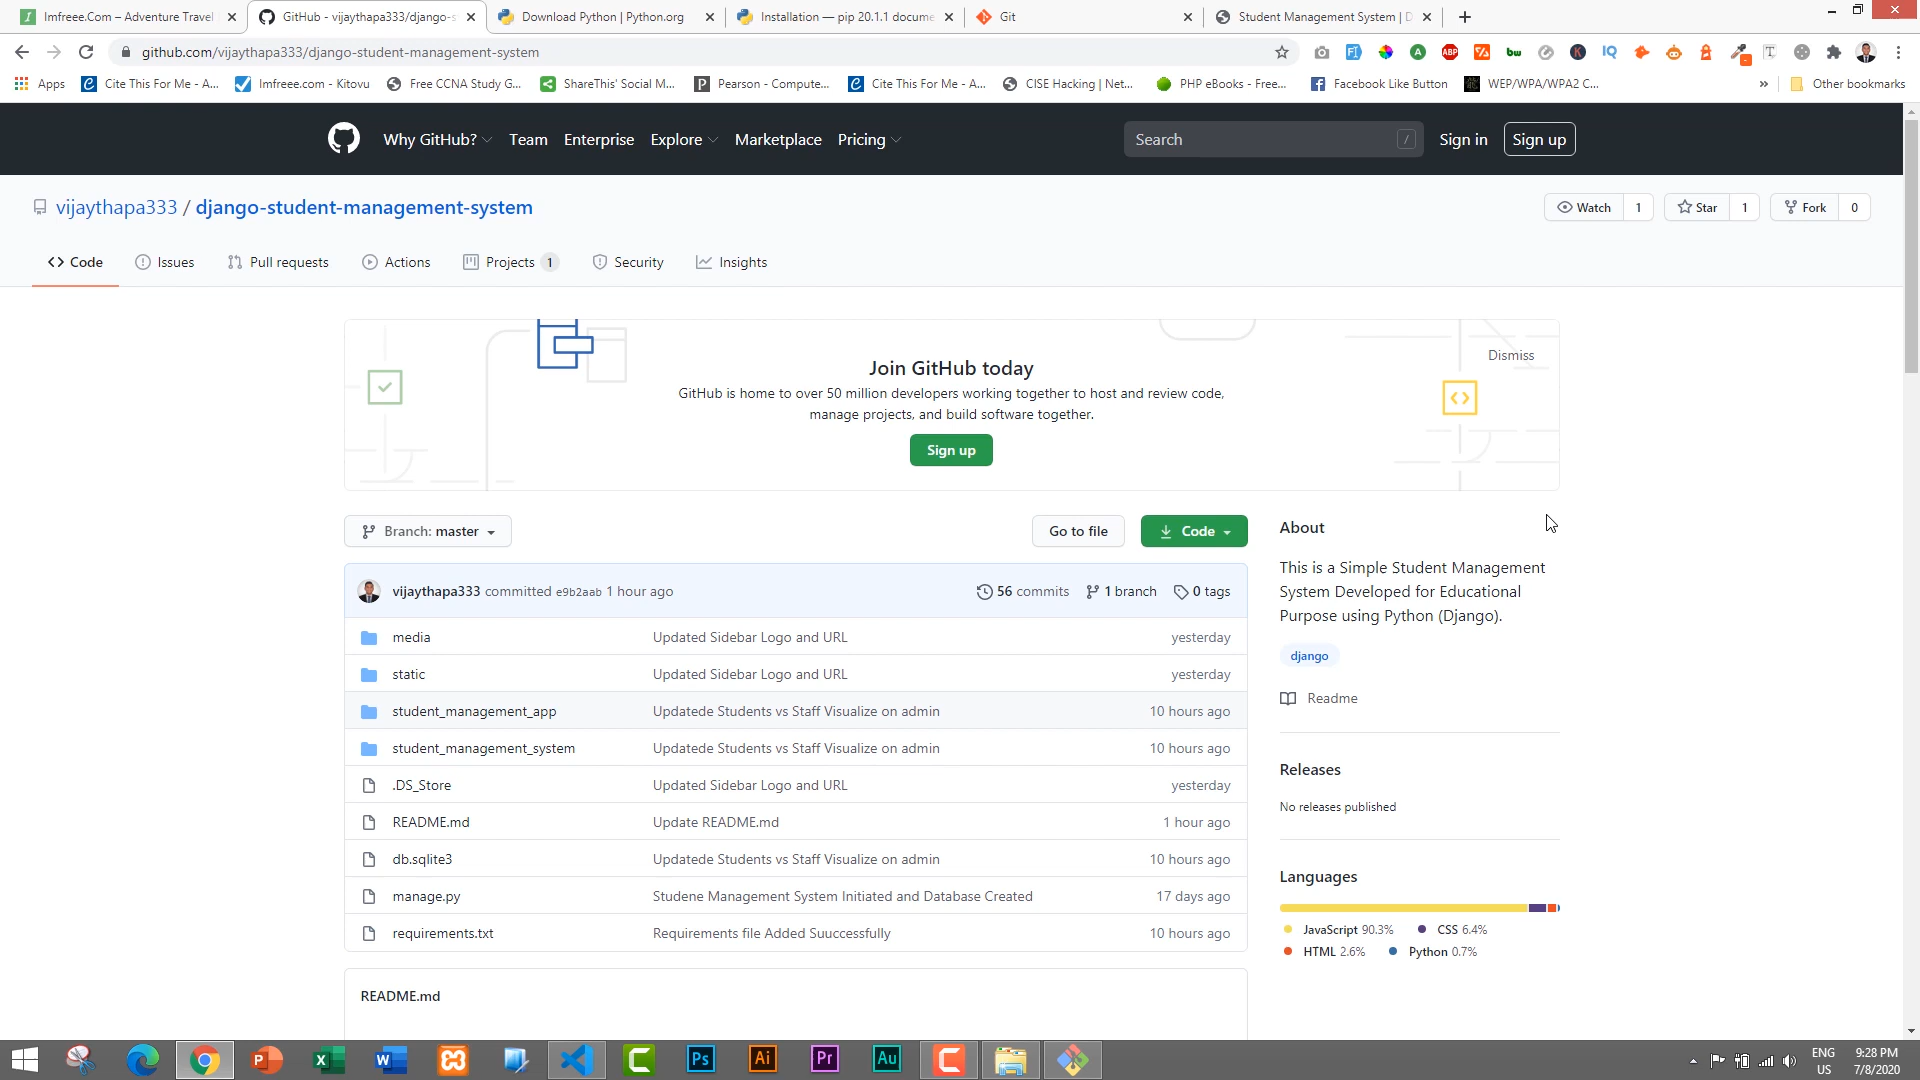 Imfreee.Com – Adventure Travel
GitHub - vijaythapa333/django-s
Download Python | Python.org
Installation — pip 20.1.1 docume
Git
Student Management System | D
github.com/vijaythapa333/django-student-management-system
Apps
Cite This For Me - A...
Imfreee.com - Kitovu
Free CCNA Study G...
ShareThis' Social M...
Pearson - Compute...
Cite This For Me - A...
CISE Hacking | Net...
PHP eBooks - Free...
Facebook Like Button
WEP/WPA/WPA2 C...
»
Other bookmarks
Why GitHub?
Team
Enterprise
Explore
Marketplace
Pricing
Search
/
Sign in
Sign up
vijaythapa333 / django-student-management-system
Watch 1
Star 1
Fork 0
Code
Issues
Pull requests
Actions
Projects 1
Security
Insights
Join GitHub today
Dismiss
GitHub is home to over 50 million developers working together to host and review code,
manage projects, and build software together.
Sign up
Branch: master
Go to file
Code
About
This is a Simple Student Management
System Developed for Educational
Purpose using Python (Django).
django
Readme
vijaythapa333 committed e9b2aab 1 hour ago
56 commits
1 branch
0 tags
media Updated Sidebar Logo and URL yesterday
static Updated Sidebar Logo and URL yesterday
student_management_app Updatede Students vs Staff Visualize on admin 10 hours ago
student_management_system Updatede Students vs Staff Visualize on admin 10 hours ago
.DS_Store Updated Sidebar Logo and URL yesterday
README.md Update README.md 1 hour ago
db.sqlite3 Updatede Students vs Staff Visualize on admin 10 hours ago
manage.py Studene Management System Initiated and Database Created 17 days ago
requirements.txt Requirements file Added Suuccessfully 10 hours ago
Releases
No releases published
Languages
JavaScript 90.3%
CSS 6.4%
HTML 2.6%
Python 0.7%
README.md
Ps
Ai
Pr
Au
ENG
US
9:28 PM
7/8/2020